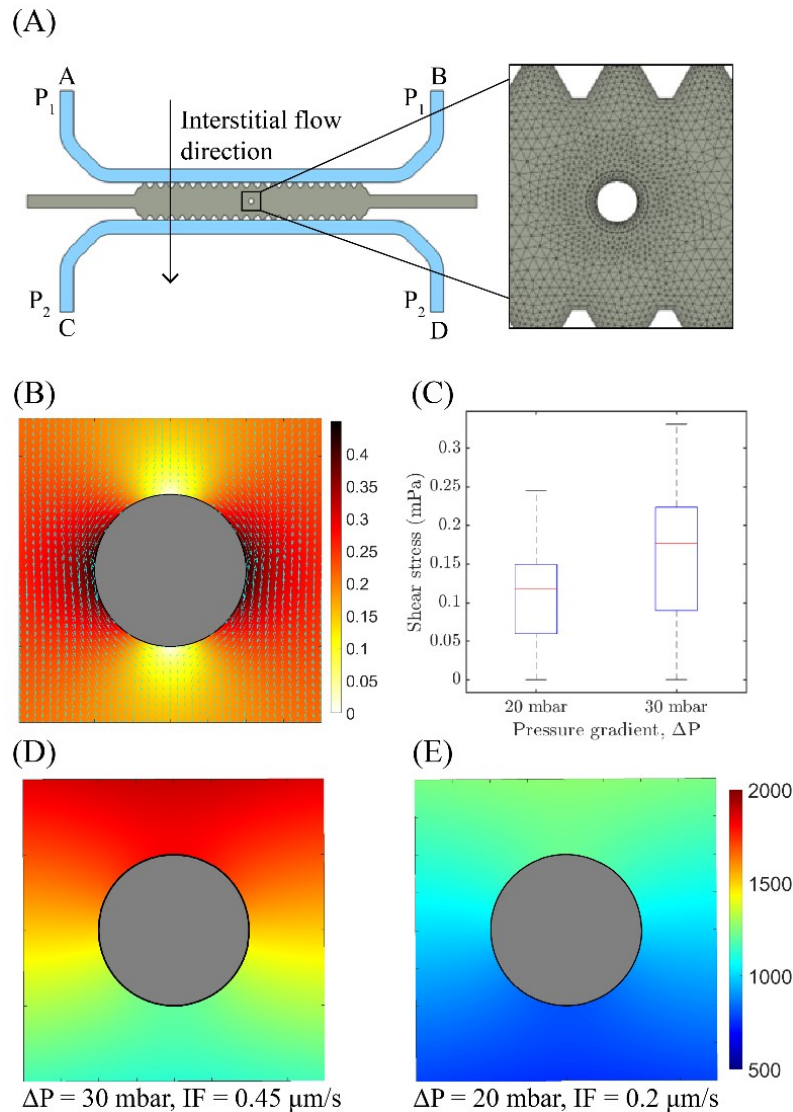 (A)
A
B
P₁
P₁
Interstitial flow
direction
P₂
P₂
C
D
(B)
0.4
0.35
0.3
0.25
0.2
0.15
0.1
0.05
0
(C)
Shear stress (mPa)
0.3
0.25
0.2
0.15
0.1
0.05
0
20 mbar
30 mbar
Pressure gradient, ΔP
(D)
ΔP = 30 mbar, IF = 0.45 µm/s
(E)
2000
1500
1000
500
ΔP = 20 mbar, IF = 0.2 µm/s